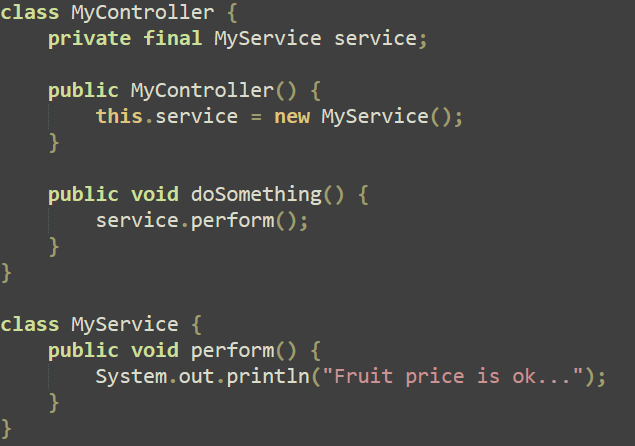 class MyController {
    private final MyService service;

    public MyController() {
        this.service = new MyService();
    }

    public void doSomething() {
        service.perform();
    }
}

class MyService {
    public void perform() {
        System.out.println("Fruit price is ok...");
    }
}